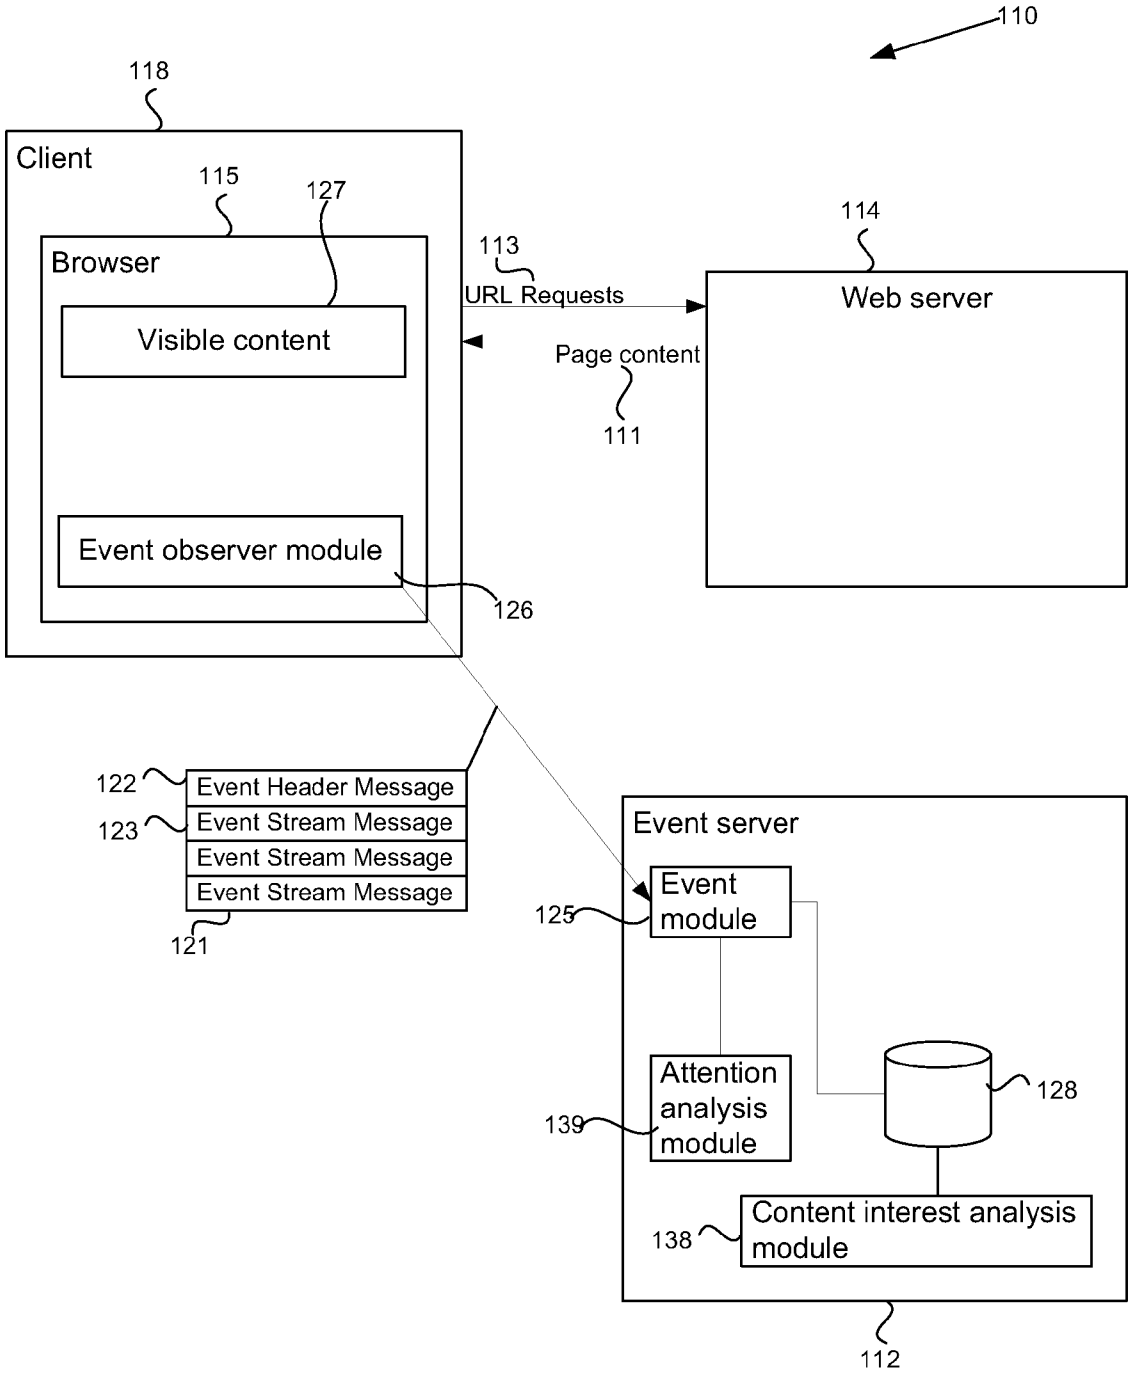 110
118
Client
115
127
114
Browser
113
URL Requests
Web server
Visible content
Page content
111
Event observer module
126
122
Event Header Message
123
Event Stream Message
Event Stream Message
Event Stream Message
121
Event server
Event
module
125
Attention
analysis
module
139
128
Content interest analysis
module
138
112